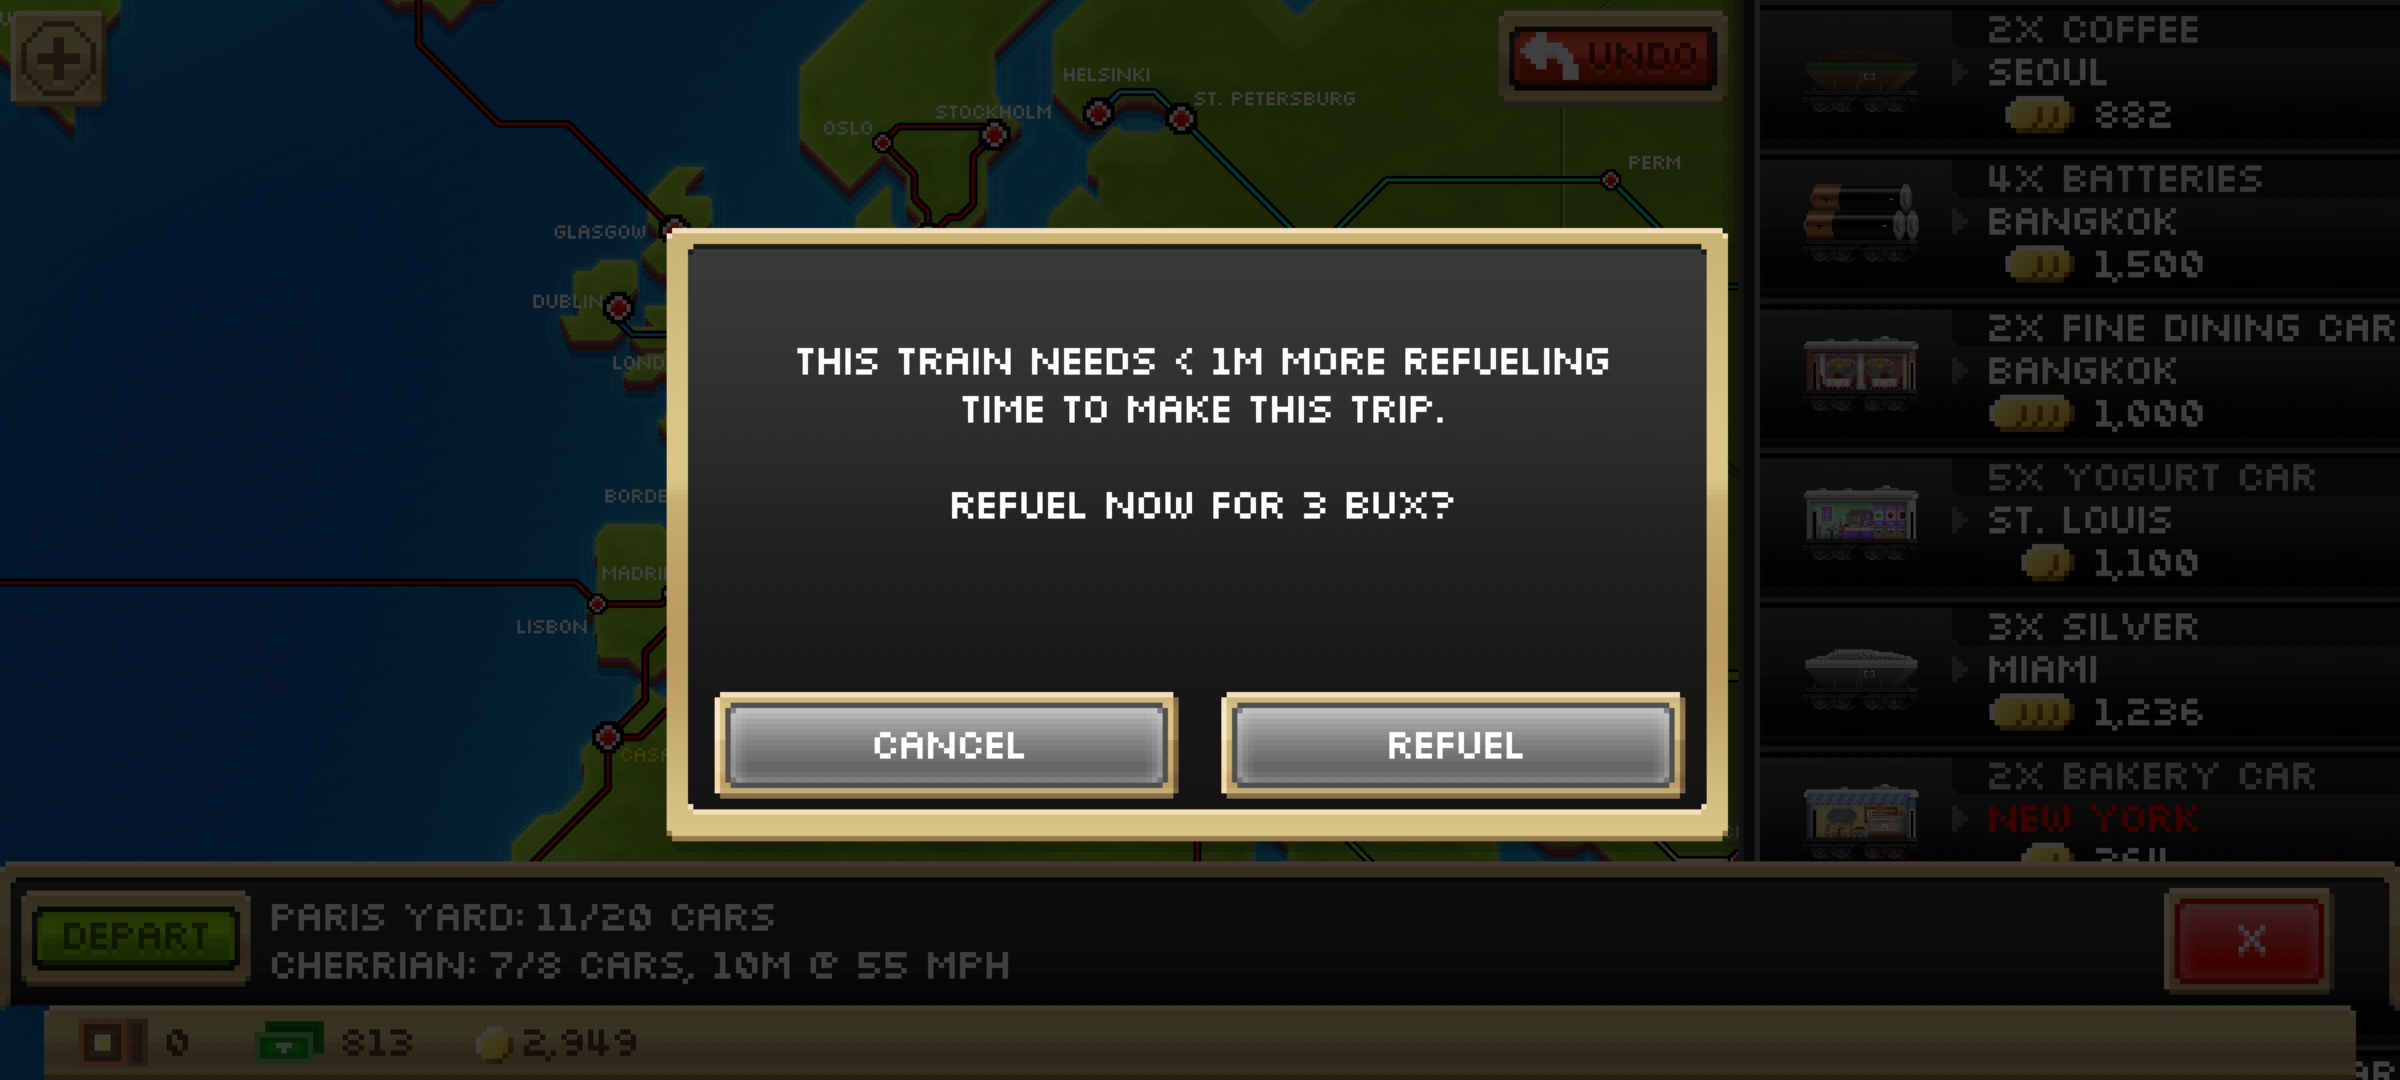 UNDO
HELSINKI
ST. PETERSBURG
STOCKHOLM
OSLO
PERM
GLASGOW
DUBLIN
LOND
BORDE
MADRI
LISBON
CASA
THIS TRAIN NEEDS < 1M MORE REFUELING
TIME TO MAKE THIS TRIP.
REFUEL NOW FOR 3 BUX?
CANCEL
REFUEL
2X COFFEE
SEOUL
882
4X BATTERIES
BANGKOK
1,500
2X FINE DINING CAR
BANGKOK
1,000
5X YOGURT CAR
ST. LOUIS
1,100
3X SILVER
MIAMI
1,236
2X BAKERY CAR
NEW YORK
DEPART
PARIS YARD: 11/20 CARS
CHERRIAN: 7/8 CARS, 10M @ 55 MPH
X
0
813
2,949